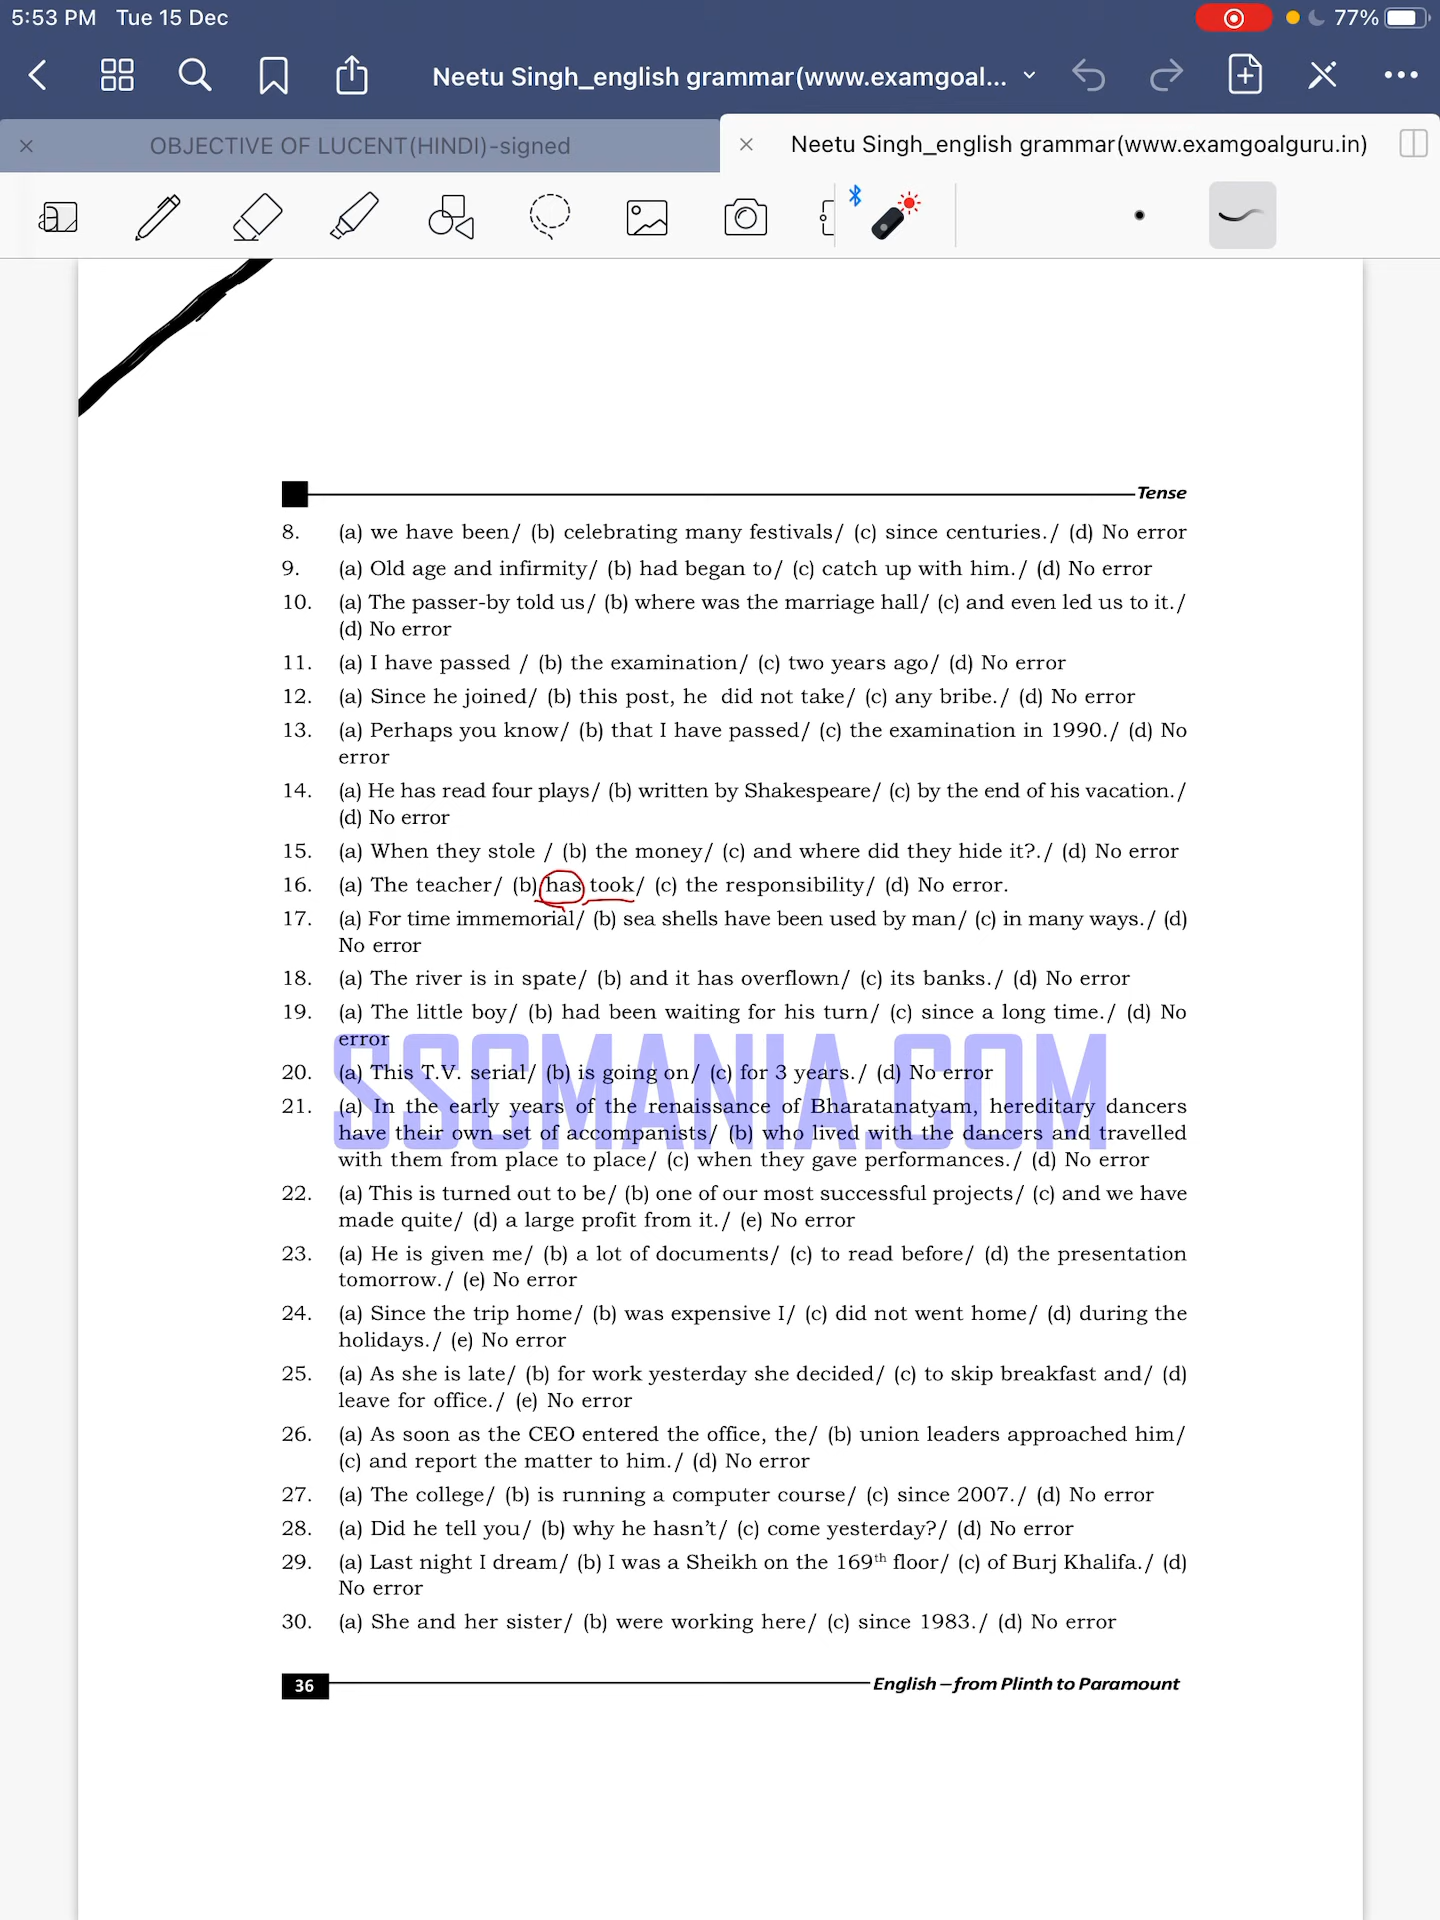 5:53 PM Tue 15 Dec 77%
Neetu Singh_english grammar(www.examgoal...
OBJECTIVE OF LUCENT(HINDI)-signed
Neetu Singh_english grammar(www.examgoalguru.in)
Tense
8. (a) we have been/ (b) celebrating many festivals/ (c) since centuries./ (d) No error
9. (a) Old age and infirmity/ (b) had began to/ (c) catch up with him./ (d) No error
10. (a) The passer-by told us/ (b) where was the marriage hall/ (c) and even led us to it./
(d) No error
11. (a) I have passed / (b) the examination/ (c) two years ago/ (d) No error
12. (a) Since he joined/ (b) this post, he did not take/ (c) any bribe./ (d) No error
13. (a) Perhaps you know/ (b) that I have passed/ (c) the examination in 1990./ (d) No
error
14. (a) He has read four plays/ (b) written by Shakespeare/ (c) by the end of his vacation./
(d) No error
15. (a) When they stole / (b) the money/ (c) and where did they hide it?./ (d) No error
16. (a) The teacher/ (b) has took/ (c) the responsibility/ (d) No error.
17. (a) For time immemorial/ (b) sea shells have been used by man/ (c) in many ways./ (d)
No error
18. (a) The river is in spate/ (b) and it has overflown/ (c) its banks./ (d) No error
19. (a) The little boy/ (b) had been waiting for his turn/ (c) since a long time./ (d) No
error
SSCMANIA.COM
20. (a) This T.V. serial/ (b) is going on/ (c) for 3 years./ (d) No error
21. (a) In the early years of the renaissance of Bharatanatyam, hereditary dancers
have their own set of accompanists/ (b) who lived with the dancers and travelled
with them from place to place/ (c) when they gave performances./ (d) No error
22. (a) This is turned out to be/ (b) one of our most successful projects/ (c) and we have
made quite/ (d) a large profit from it./ (e) No error
23. (a) He is given me/ (b) a lot of documents/ (c) to read before/ (d) the presentation
tomorrow./ (e) No error
24. (a) Since the trip home/ (b) was expensive I/ (c) did not went home/ (d) during the
holidays./ (e) No error
25. (a) As she is late/ (b) for work yesterday she decided/ (c) to skip breakfast and/ (d)
leave for office./ (e) No error
26. (a) As soon as the CEO entered the office, the/ (b) union leaders approached him/
(c) and report the matter to him./ (d) No error
27. (a) The college/ (b) is running a computer course/ (c) since 2007./ (d) No error
28. (a) Did he tell you/ (b) why he hasn't/ (c) come yesterday?/ (d) No error
29. (a) Last night I dream/ (b) I was a Sheikh on the 169th floor/ (c) of Burj Khalifa./ (d)
No error
30. (a) She and her sister/ (b) were working here/ (c) since 1983./ (d) No error
36 English – from Plinth to Paramount